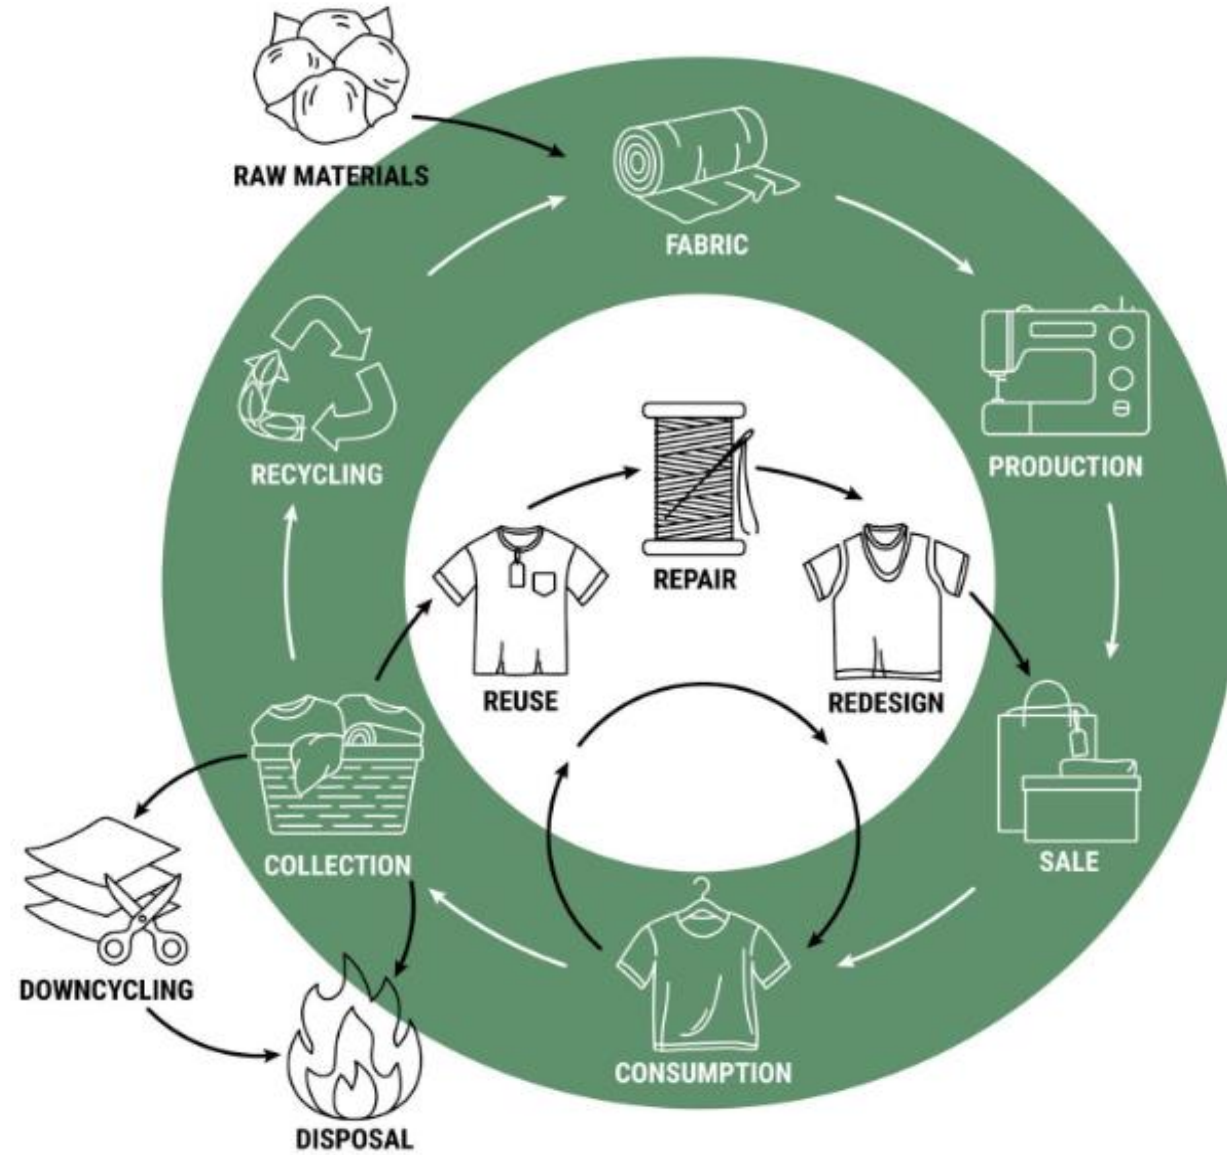 RAW MATERIALS
FABRIC
PRODUCTION
RECYCLING
REPAIR
REUSE
REDESIGN
SALE
COLLECTION
CONSUMPTION
DOWNCYCLING
DISPOSAL